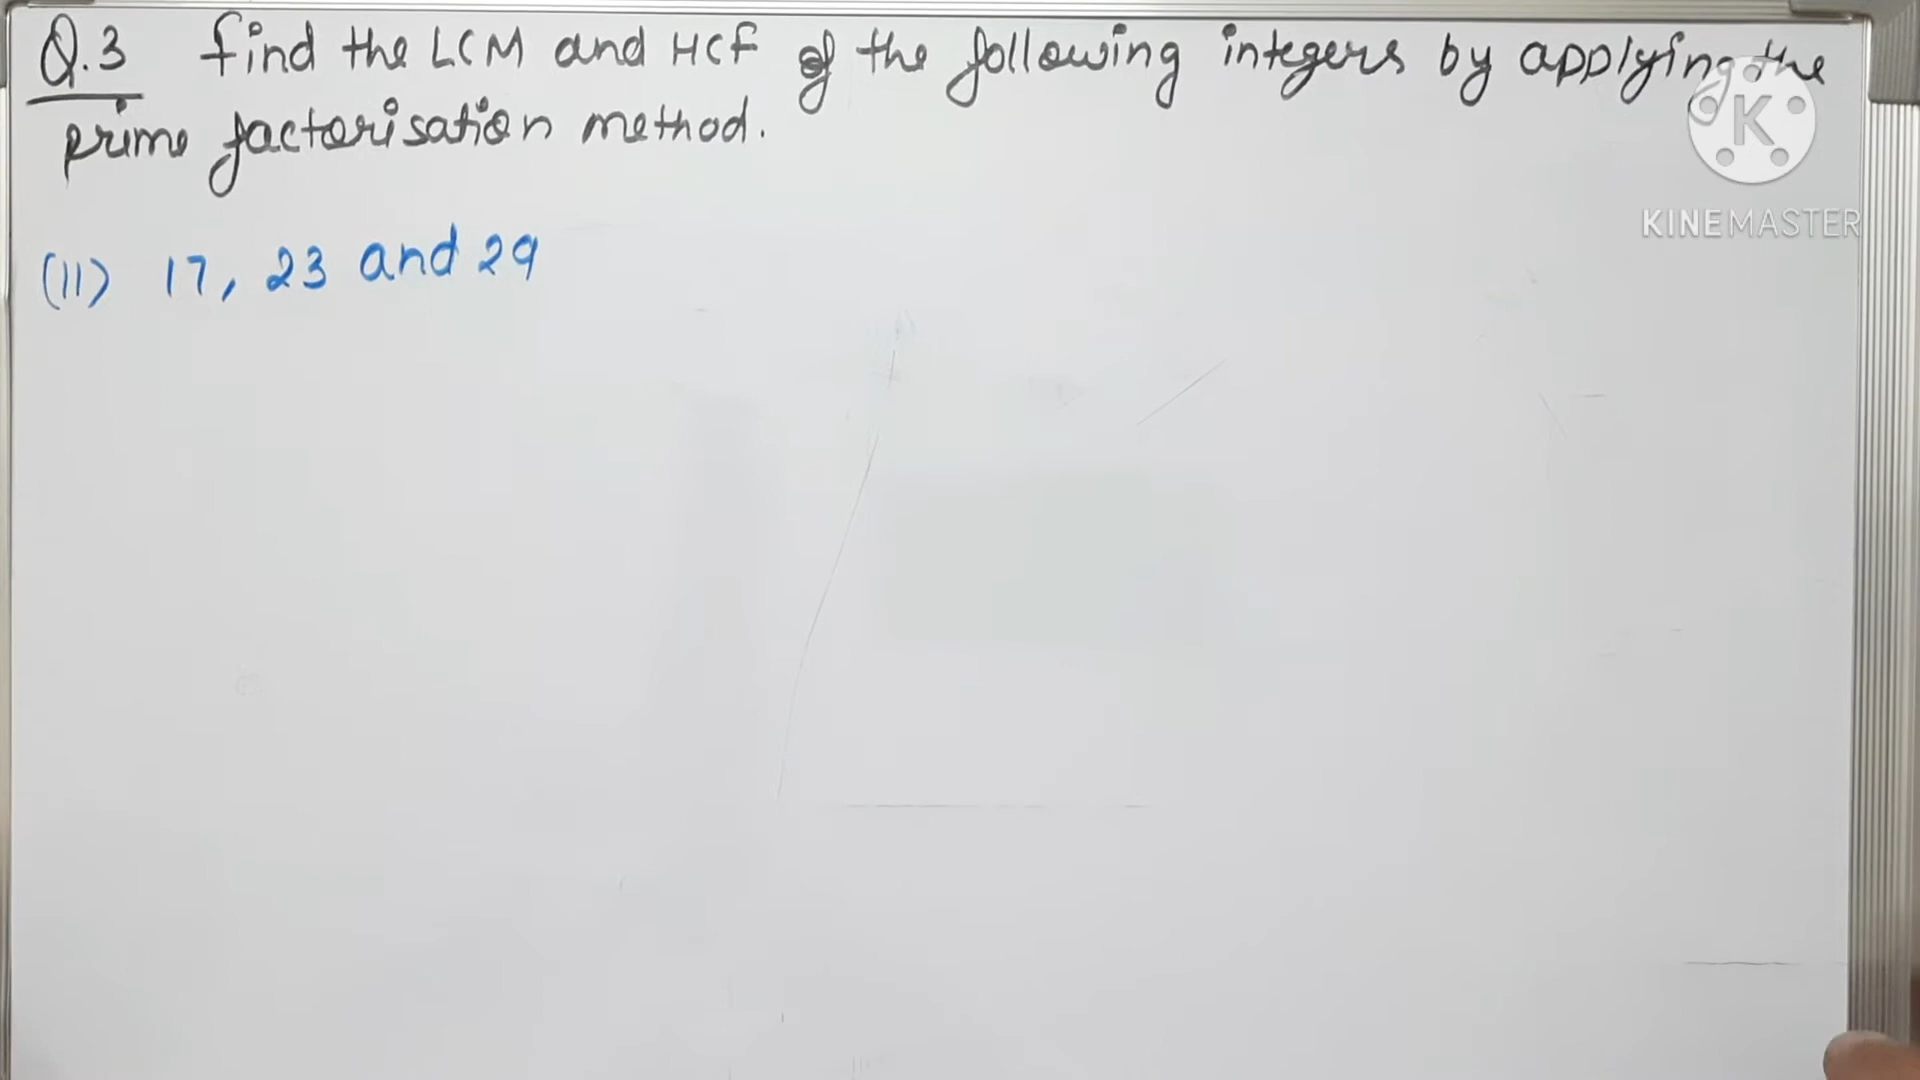 Q.3 find the LCM and HCF of the following integers by applying the
prime factorisation method.
K
KINEMASTER
(11) 17, 23 and 29